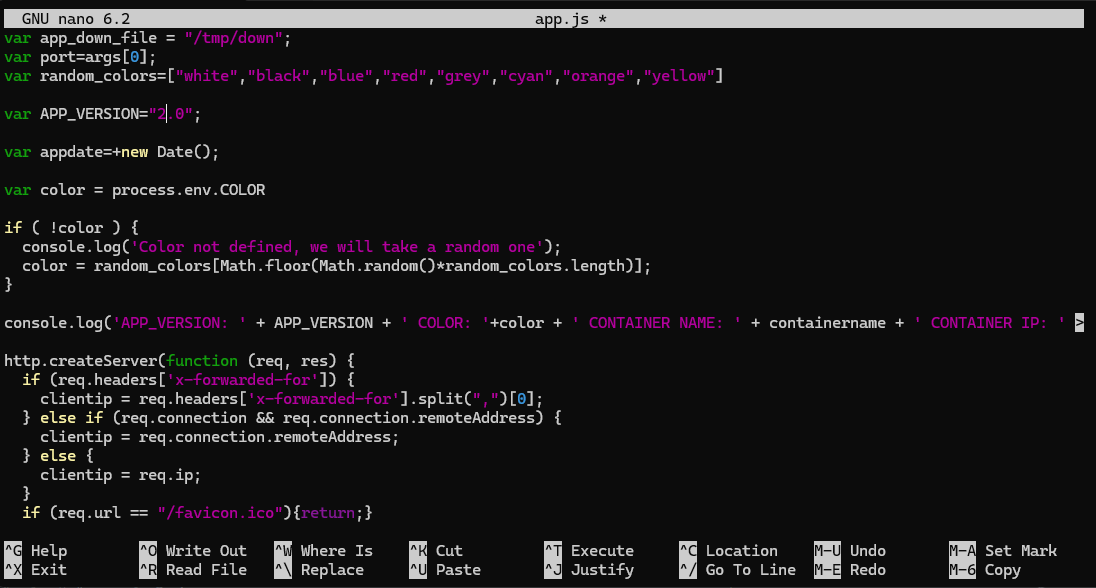 GNU nano 6.2 app.js *
var app_down_file = "/tmp/down";
var port=args[0];
var random_colors=["white","black","blue","red","grey","cyan","orange","yellow"]
var APP_VERSION="2.0";
var appdate=+new Date();
var color = process.env.COLOR
if ( !color ) {
  console.log('Color not defined, we will take a random one');
  color = random_colors[Math.floor(Math.random()*random_colors.length)];
}
console.log('APP_VERSION: ' + APP_VERSION + ' COLOR: '+color + ' CONTAINER NAME: ' + containername + ' CONTAINER IP: ' >
http.createServer(function (req, res) {
  if (req.headers['x-forwarded-for']) {
    clientip = req.headers['x-forwarded-for'].split(",")[0];
  } else if (req.connection && req.connection.remoteAddress) {
    clientip = req.connection.remoteAddress;
  } else {
    clientip = req.ip;
  }
  if (req.url == "/favicon.ico"){return;}
^G Help ^O Write Out ^W Where Is ^K Cut ^T Execute ^C Location M-U Undo M-A Set Mark
^X Exit ^R Read File ^\ Replace ^U Paste ^J Justify ^/ Go To Line M-E Redo M-6 Copy